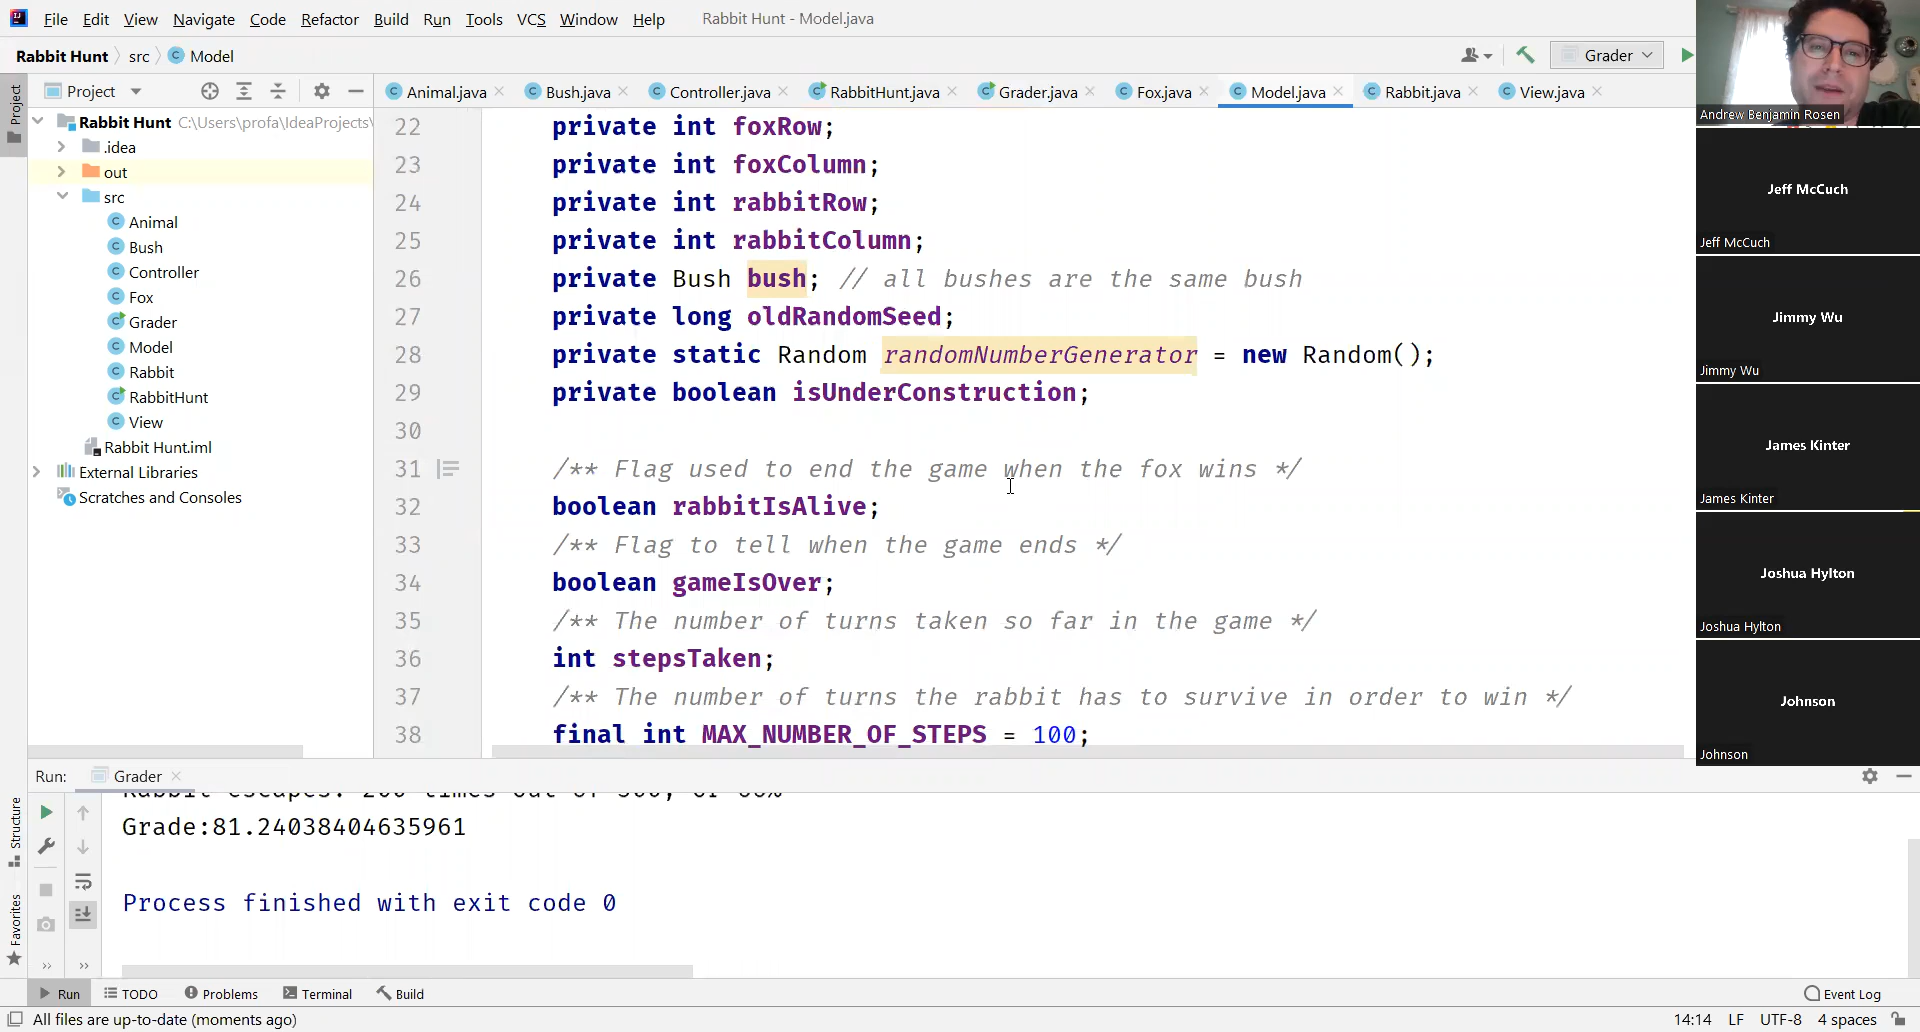 File Edit View Navigate Code Refactor Build Run Tools VCS Window Help Rabbit Hunt - Model.java
Rabbit Hunt src Model
Grader
Project
Project
Animal.java Bush.java Controller.java RabbitHunt.java Grader.java Fox.java Model.java Rabbit.java View.java
Rabbit Hunt C:\Users\profa\IdeaProjects\
.idea
out
src
Animal
Bush
Controller
Fox
Grader
Model
Rabbit
RabbitHunt
View
Rabbit Hunt.iml
External Libraries
Scratches and Consoles
22 private int foxRow;
23 private int foxColumn;
24 private int rabbitRow;
25 private int rabbitColumn;
26 private Bush bush; // all bushes are the same bush
27 private long oldRandomSeed;
28 private static Random randomNumberGenerator = new Random();
29 private boolean isUnderConstruction;
30
31 /** Flag used to end the game when the fox wins */
32 boolean rabbitIsAlive;
33 /** Flag to tell when the game ends */
34 boolean gameIsOver;
35 /** The number of turns taken so far in the game */
36 int stepsTaken;
37 /** The number of turns the rabbit has to survive in order to win */
38 final int MAX_NUMBER_OF_STEPS = 100;
Andrew Benjamin Rosen
Jeff McCuch
Jeff McCuch
Jimmy Wu
Jimmy Wu
James Kinter
James Kinter
Joshua Hylton
Joshua Hylton
Johnson
Johnson
Run: Grader
Structure
Favorites
Rabbit escapes: times out of
Grade:81.24038404635961
Process finished with exit code 0
Run TODO Problems Terminal Build Event Log
All files are up-to-date (moments ago) 14:14 LF UTF-8 4 spaces